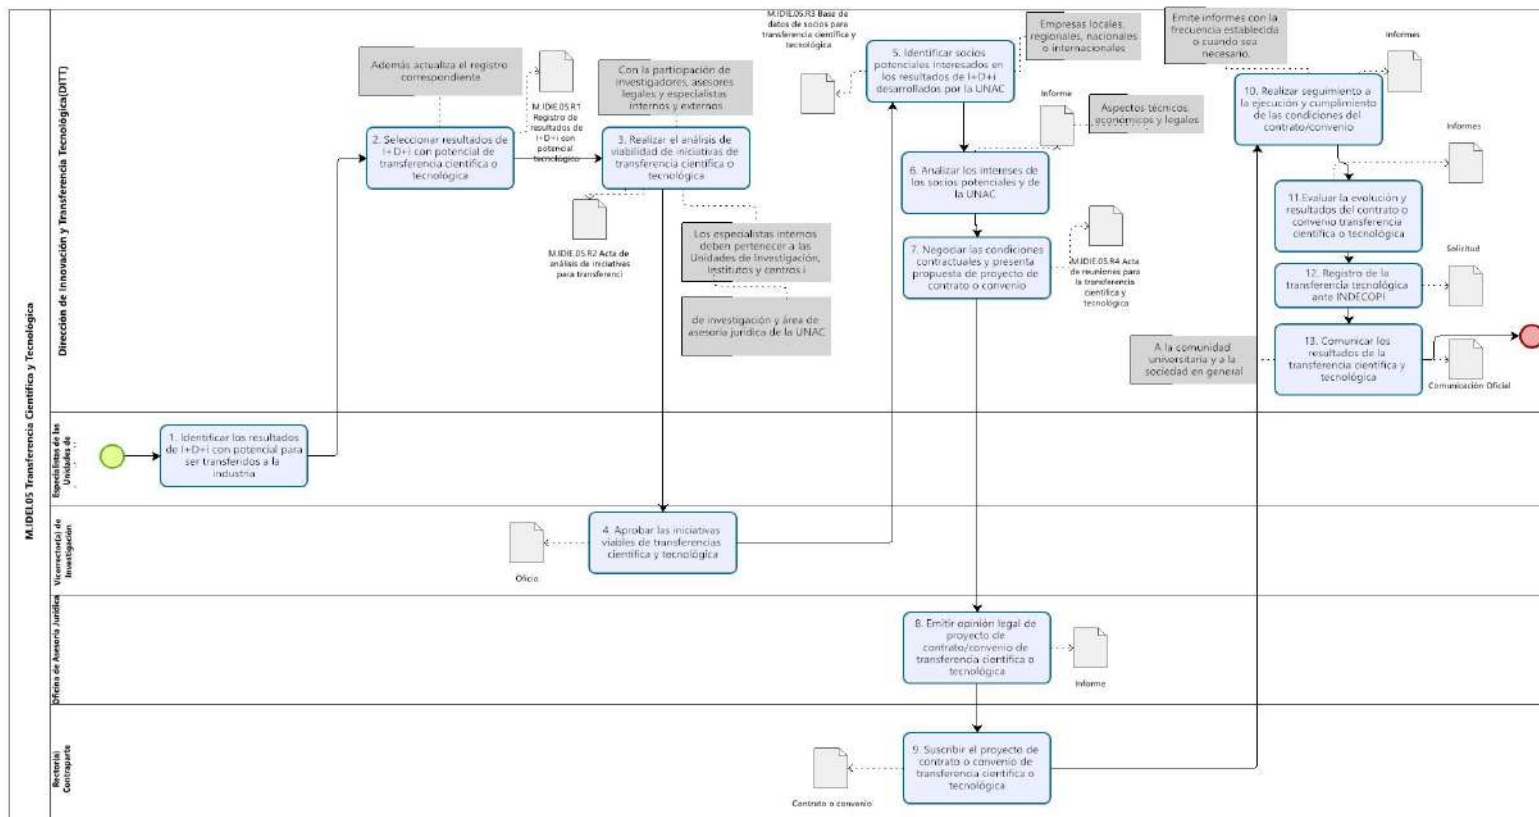 M.IDEI.05 Transferencia Científica y Tecnológica
Dirección de Innovación y Transferencia Tecnológica(DITT)
Además actualiza el registro
correspondiente
M.IDIE.05.R1
Registro de
resultados de
I+D+i con
potencial
tecnológico
2. Seleccionar resultados de
I+D+i con potencial de
transferencia científica o
tecnológica
Con la participación de
investigadores, asesores
legales y especialistas
internos y externos
3. Realizar el análisis de
viabilidad de iniciativas de
transferencia científica o
tecnológica
M.IDIE.05.R2 Acta de
análisis de iniciativas
para transferenci
Los especialistas internos
deben pertenecer a las
Unidades de Investigación,
Institutos y centros i
de investigación y área de
asesoría jurídica de la UNAC
M.IDIE.05.R3 Base de
datos de socios para
transferencia científica y
tecnológica
5. Identificar socios
potenciales interesados en
los resultados de I+D+i
desarrollados por la UNAC
Empresas locales,
regionales, nacionales
o internacionales
Informe
Aspectos técnicos,
económicos y legales
6. Analizar los intereses de
los socios potenciales y de
la UNAC
7. Negociar las condiciones
contractuales y presenta
propuesta de proyecto de
contrato o convenio
M.IDIE.05.R4 Acta
de reuniones para
la transferencia
científica y
tecnológica
Emite informes con la
frecuencia establecida
o cuando sea
necesario.
Informes
10. Realizar seguimiento a
la ejecución y cumplimiento
de las condiciones del
contrato/convenio
Informes
11.Evaluar la evolución y
resultados del contrato o
convenio transferencia
científica o tecnológica
Solicitud
12. Registro de la
transferencia tecnológica
ante INDECOPI
A la comunidad
universitaria y a la
sociedad en general
13. Comunicar los
resultados de la
transferencia científica y
tecnológica
Comunicación Oficial
Especialistas de las
Unidades de
1. Identificar los resultados
de I+D+i con potencial para
ser transferidos a la
industria
Vicerrector(a) de
Investigación
4. Aprobar las iniciativas
viables de transferencias
científica y tecnológica
Oficio
Oficina de Asesoría Jurídica
8. Emitir opinión legal de
proyecto de
contrato/convenio de
transferencia científica o
tecnológica
Informe
Rector(a)
Contraparte
9. Suscribir el proyecto de
contrato o convenio de
transferencia científica o
tecnológica
Contrato o convenio